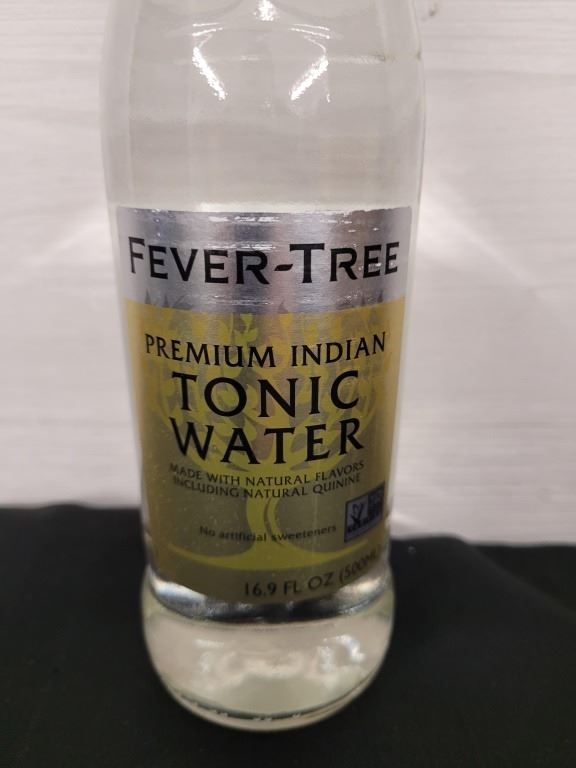 FEVER-TREE
PREMIUM INDIAN
TONIC
WATER
MADE WITH NATURAL FLAVORS
INCLUDING NATURAL QUININE
No artificial sweeteners
16.9 FL OZ (500ML)